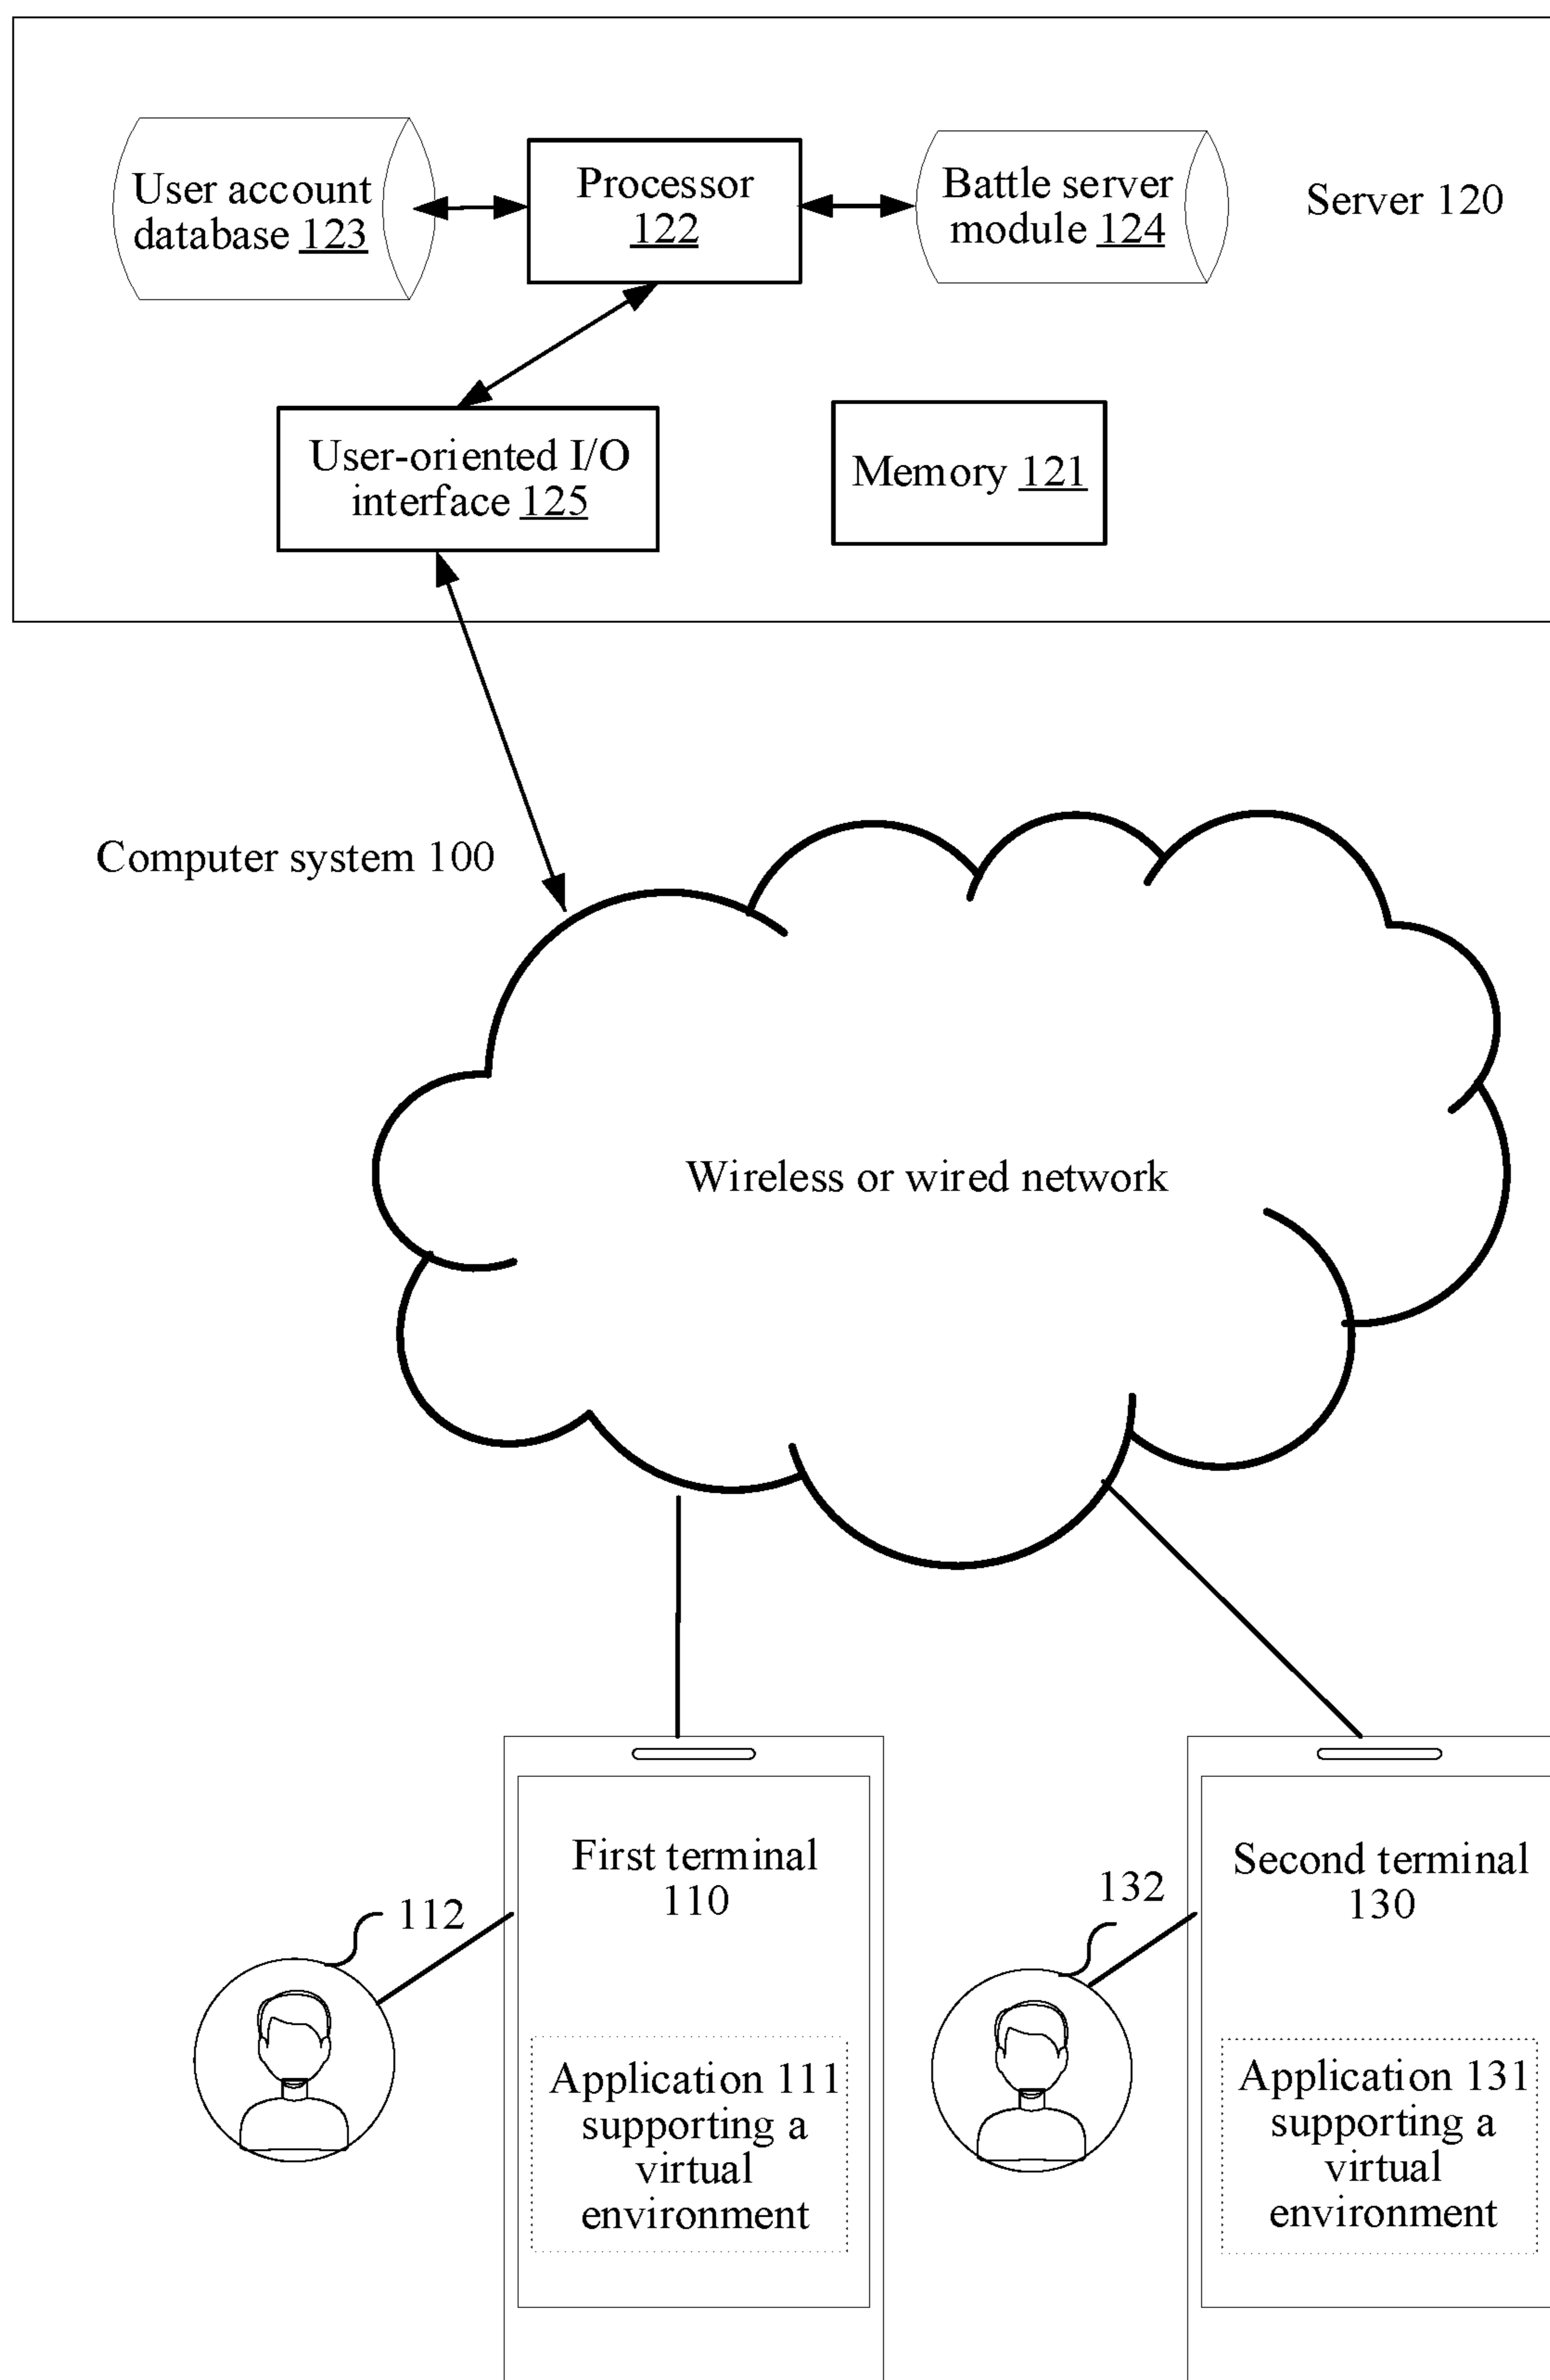 User account
database 123
Processor
122
Battle server
module 124
Server 120
User-oriented I/O
interface 125
Memory 121
Computer system 100
Wireless or wired network
First terminal
110
Second terminal
130
112
132
Application 111
supporting a
virtual
environment
Application 131
supporting a
virtual
environment